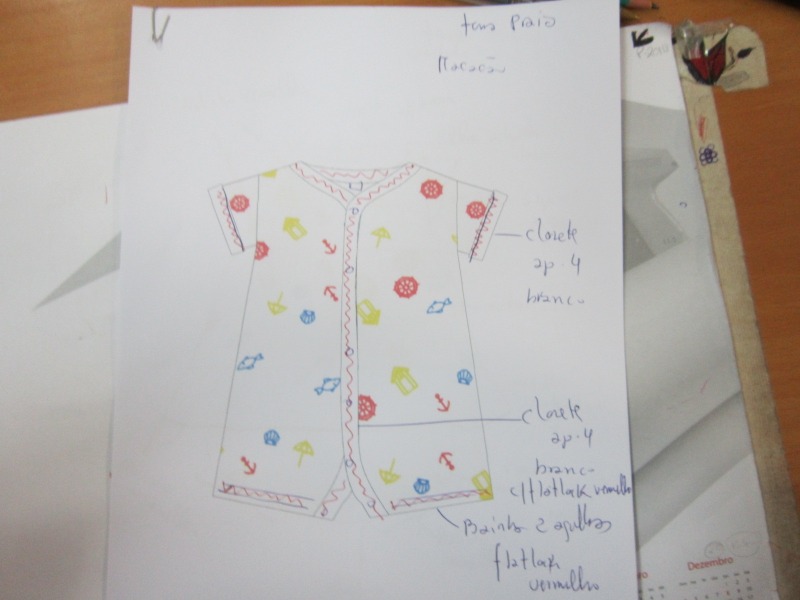 tema Praia
Macacão
clorete
ap. 4
branco
clorete
ap. 4
branco
c/ flatlak vermelho
Bainha 2 agulhas
flatlak
vermelho
Dezembro